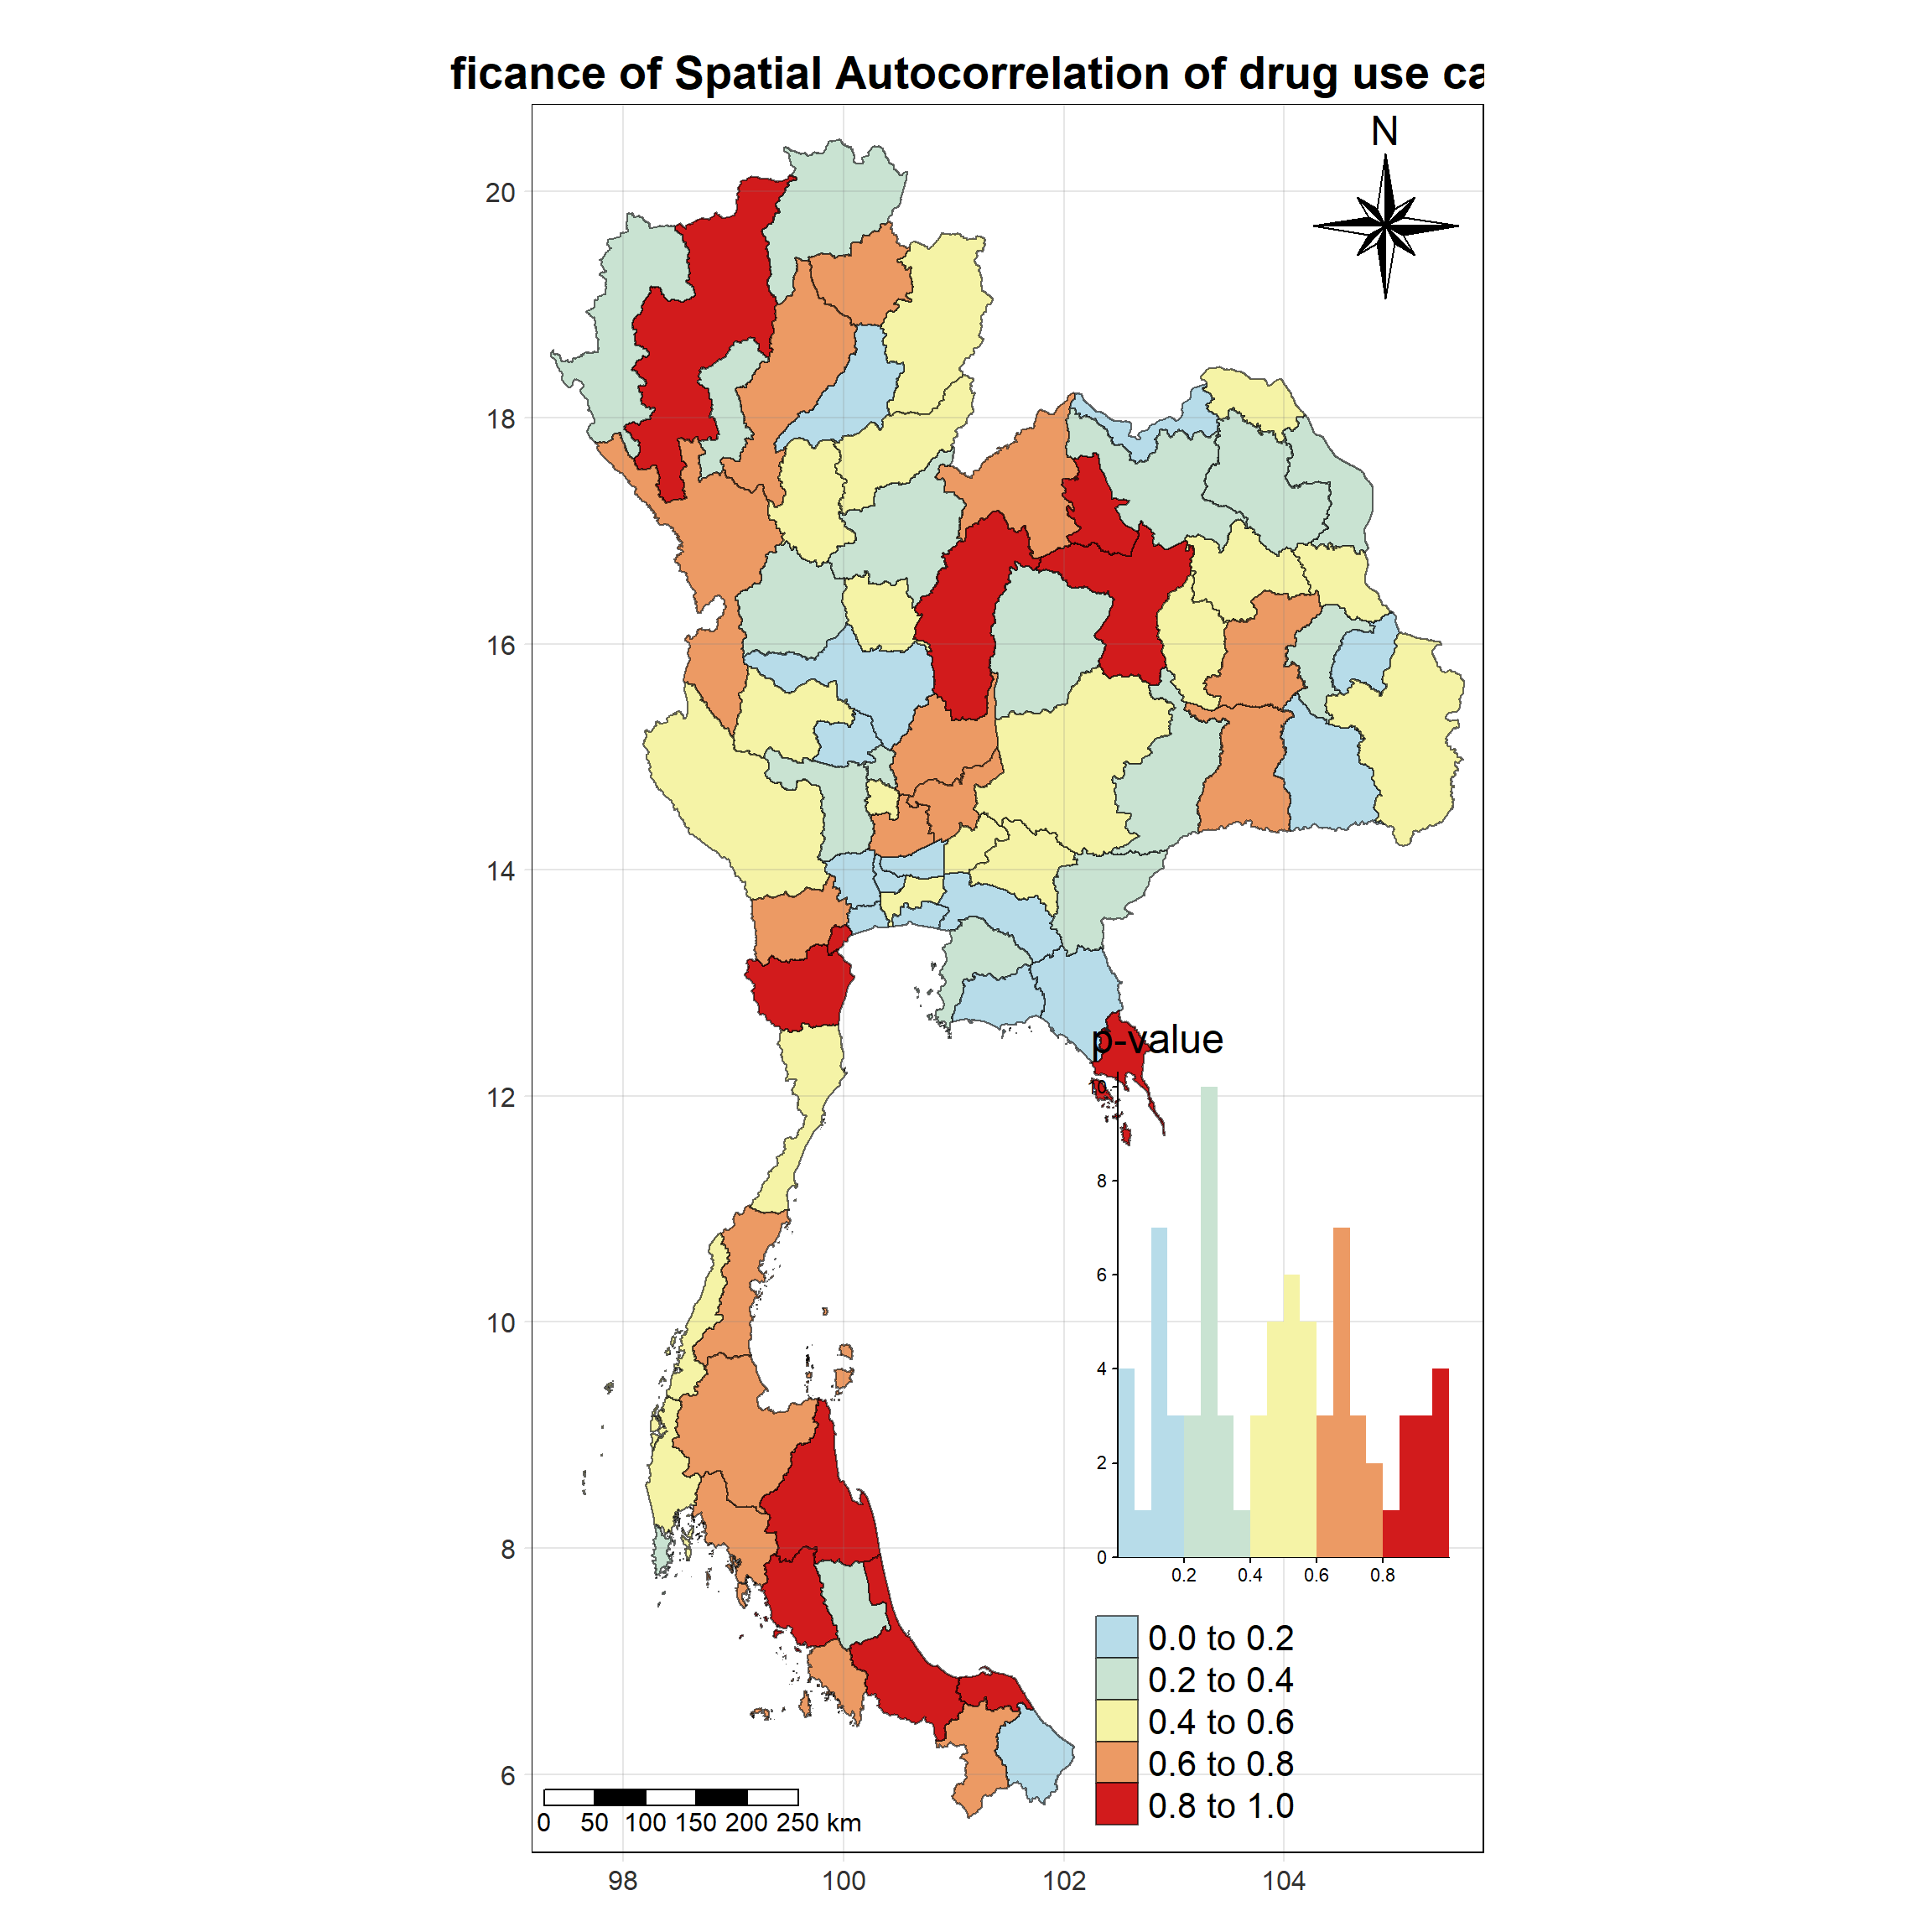 ficance of Spatial Autocorrelation of drug use ca
N
20
18
16
14
12
10
8
6
98 100 102 104
p-value
8
6
4
2
0
0.2 0.4 0.6 0.8
0.0 to 0.2
0.2 to 0.4
0.4 to 0.6
0.6 to 0.8
0.8 to 1.0
0 50 100 150 200 250 km